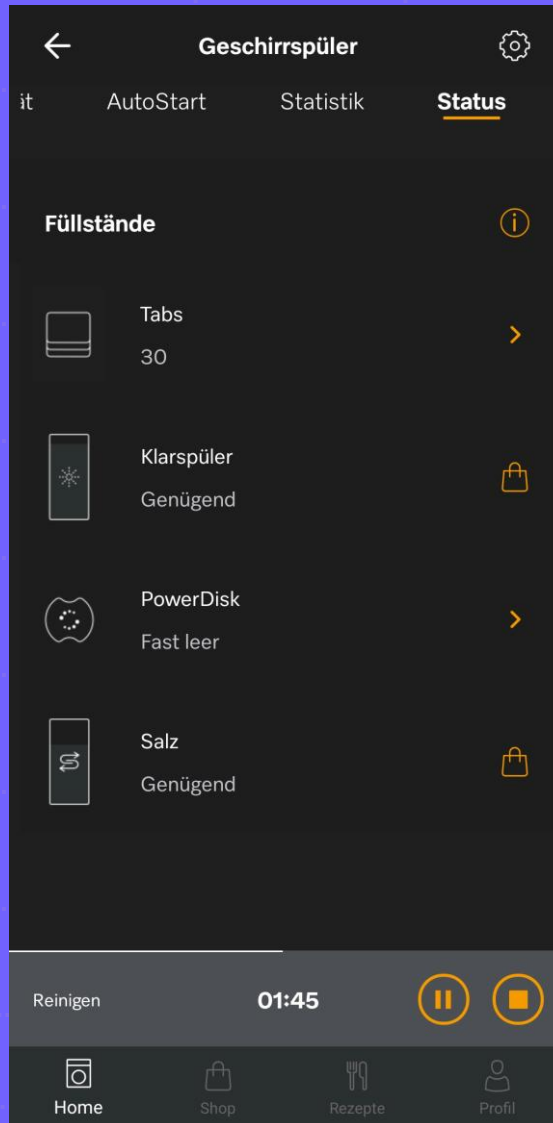 Geschirrspüler
ät AutoStart Statistik Status
Füllstände
Tabs
30
Klarspüler
Genügend
PowerDisk
Fast leer
Salz
Genügend
Reinigen 01:45
Home Shop Rezepte Profil